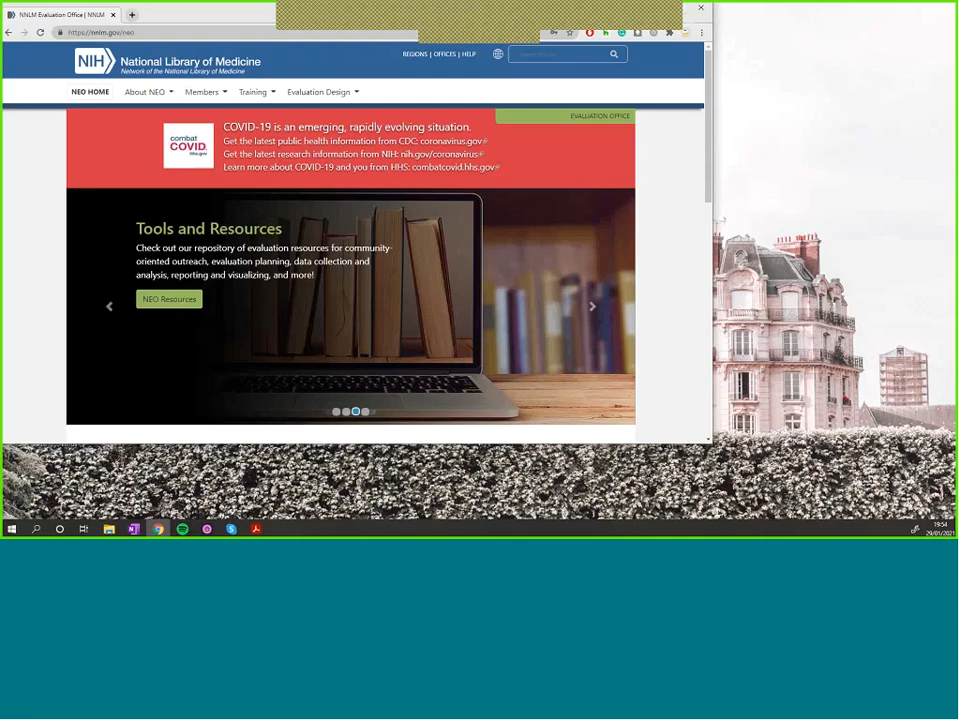 NNLM Evaluation Office | NNLM
https://nnlm.gov/neo
NIH National Library of Medicine
Network of the National Library of Medicine
REGIONS | OFFICES | HELP
NEO HOME About NEO Members Training Evaluation Design
EVALUATION OFFICE
combat
COVID.
hhs.gov
COVID-19 is an emerging, rapidly evolving situation.
Get the latest public health information from CDC: coronavirus.gov
Get the latest research information from NIH: nih.gov/coronavirus
Learn more about COVID-19 and you from HHS: combatcovid.hhs.gov
Tools and Resources
Check out our repository of evaluation resources for community-
oriented outreach, evaluation planning, data collection and
analysis, reporting and visualizing, and more!
NEO Resources
19:54
29/01/2021